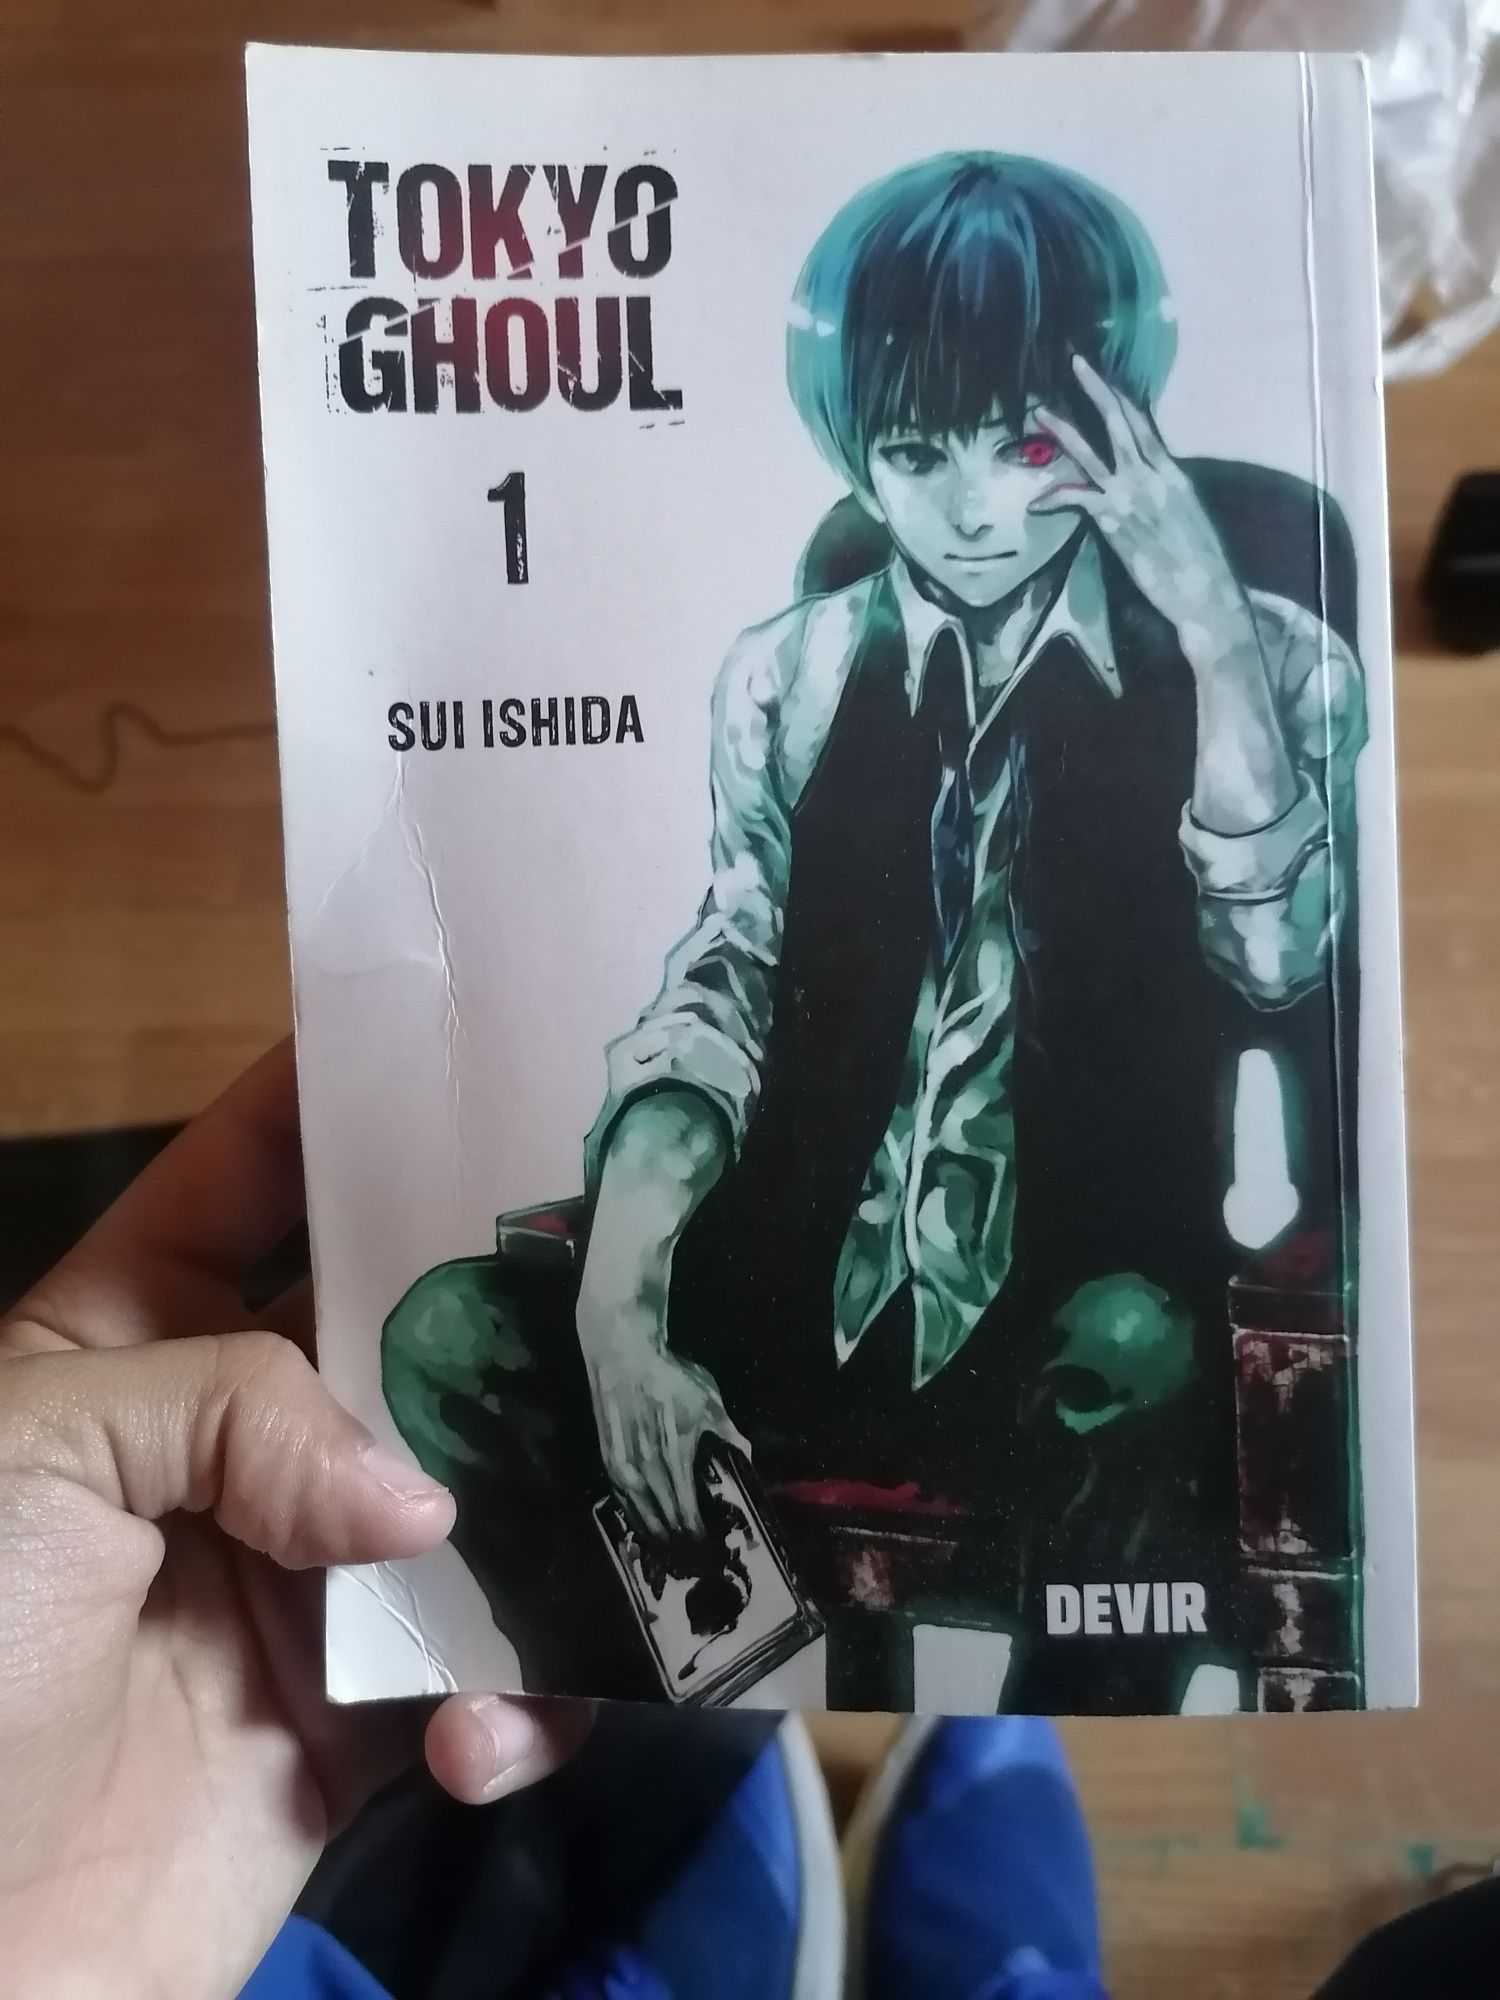 TOKYO
GHOUL
1
SUI ISHIDA
DEVIR